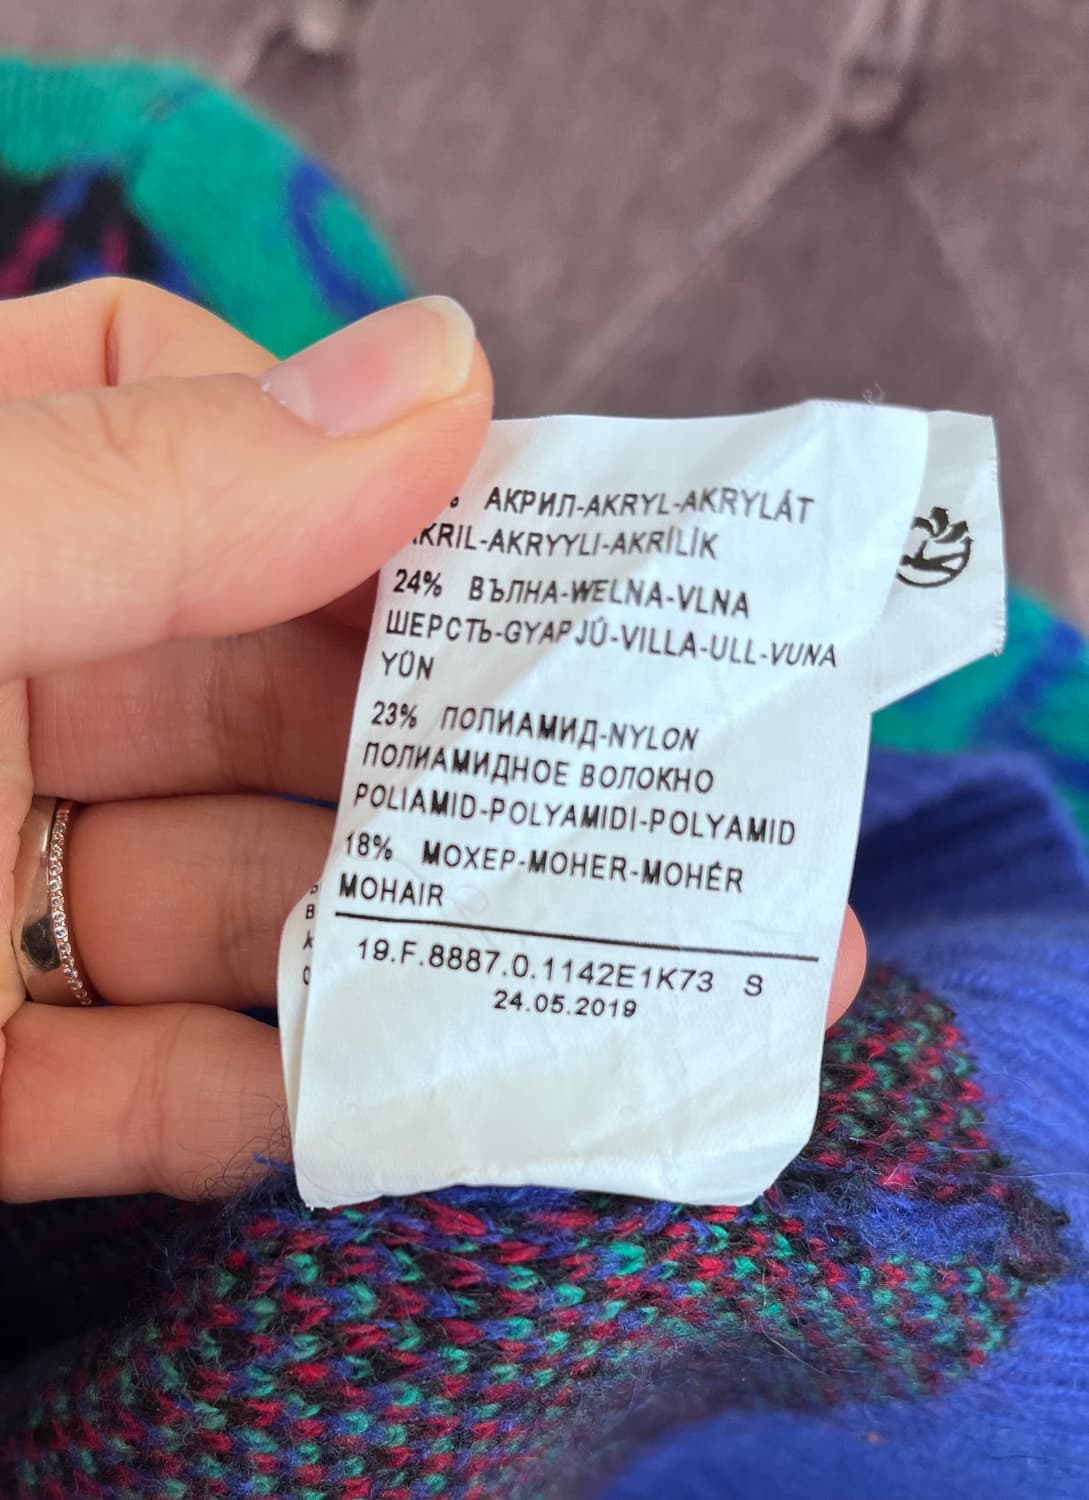 % АКРИЛ-AKRYL-AKRYLÁT
AKRIL-AKRYYLI-AKRİLİK
24% ВЪЛНА-WEŁNA-VLNA
ШЕРСТЬ-GYAPJÚ-VILLA-ULL-VUNA
YÜN
23% ПОЛИАМИД-NYLON
ПОЛИАМИДНОЕ ВОЛОКНО
POLIAMID-POLYAMIDI-POLYAMID
18% МОХЕР-MOHER-MOHÉR
MOHAIR
19.F.8887.0.1142E1K73 S
24.05.2019